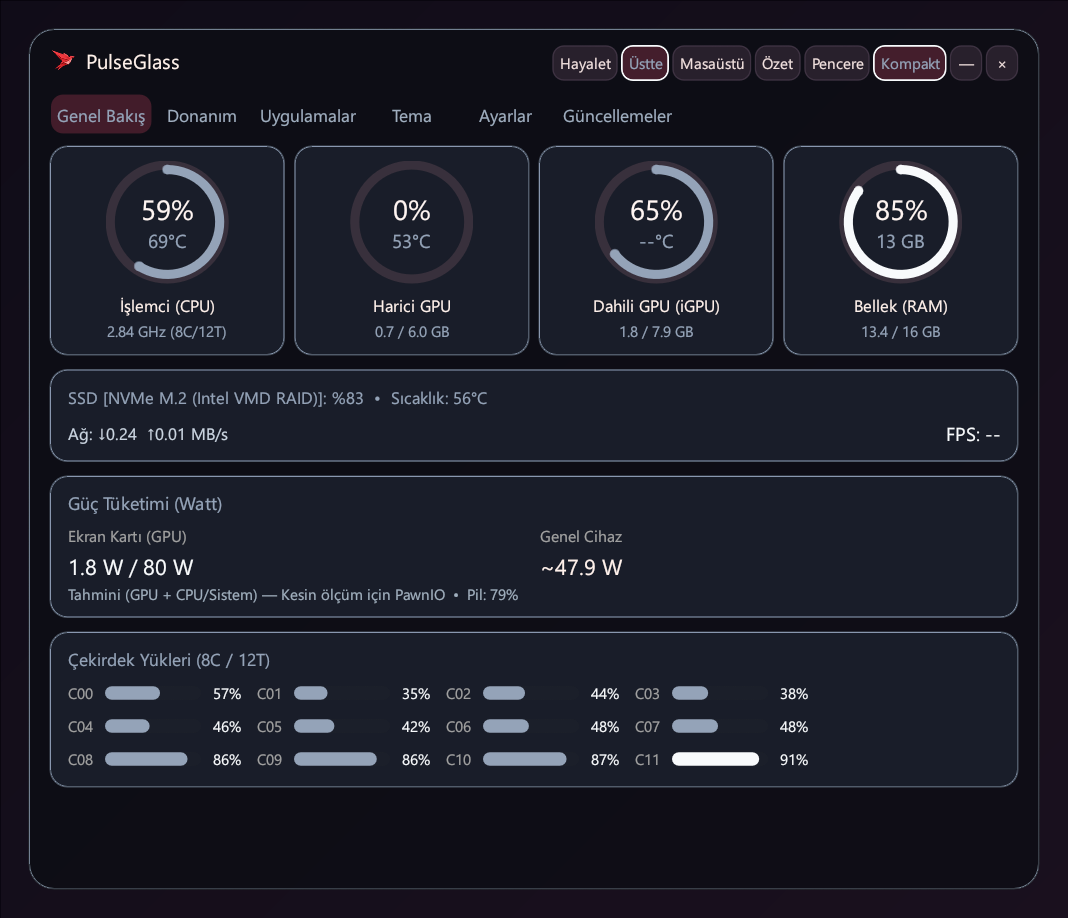 PulseGlass
Hayalet Üstte Masaüstü Özet Pencere Kompakt — ×
Genel Bakış Donanım Uygulamalar Tema Ayarlar Güncellemeler
59% 0% 65% 85%
69°C 53°C --°C 13 GB
İşlemci (CPU) Harici GPU Dahili GPU (iGPU) Bellek (RAM)
2.84 GHz (8C/12T) 0.7 / 6.0 GB 1.8 / 7.9 GB 13.4 / 16 GB
SSD [NVMe M.2 (Intel VMD RAID)]: %83 • Sıcaklık: 56°C
Ağ: ↓0.24 ↑0.01 MB/s FPS: --
Güç Tüketimi (Watt)
Ekran Kartı (GPU) Genel Cihaz
1.8 W / 80 W ~47.9 W
Tahmini (GPU + CPU/Sistem) — Kesin ölçüm için PawnIO • Pil: 79%
Çekirdek Yükleri (8C / 12T)
C00 57% C01 35% C02 44% C03 38%
C04 46% C05 42% C06 48% C07 48%
C08 86% C09 86% C10 87% C11 91%